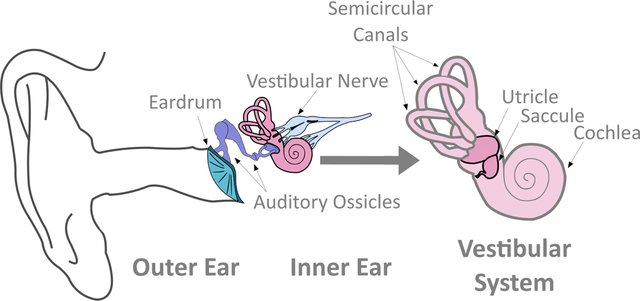 Semicircular
Canals
Vestibular Nerve
Eardrum
Utricle
Saccule
Cochlea
Auditory Ossicles
Outer Ear
Inner Ear
Vestibular
System